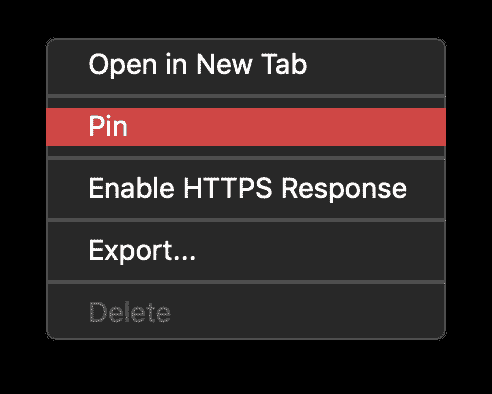 Open in New Tab
Pin
Enable HTTPS Response
Export...
Delete